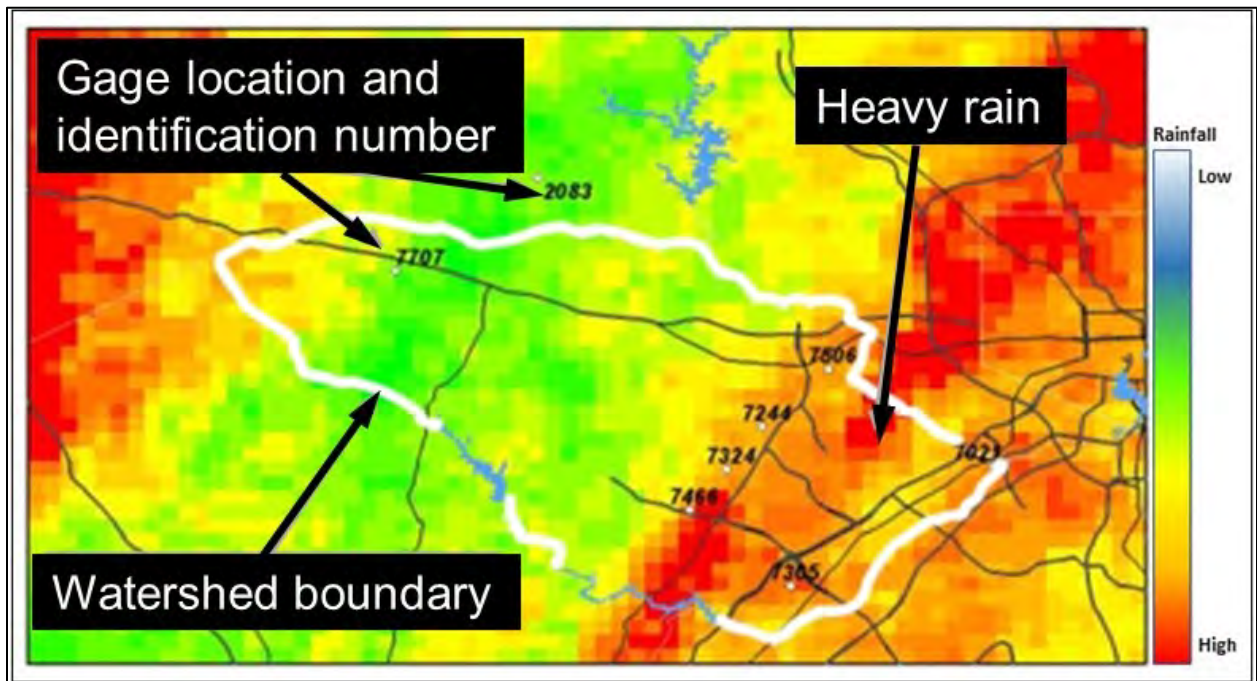 Gage location and
identification number
Heavy rain
Rainfall
Low
2083
7707
7606
7244
7021
7324
7466
7305
Watershed boundary
High